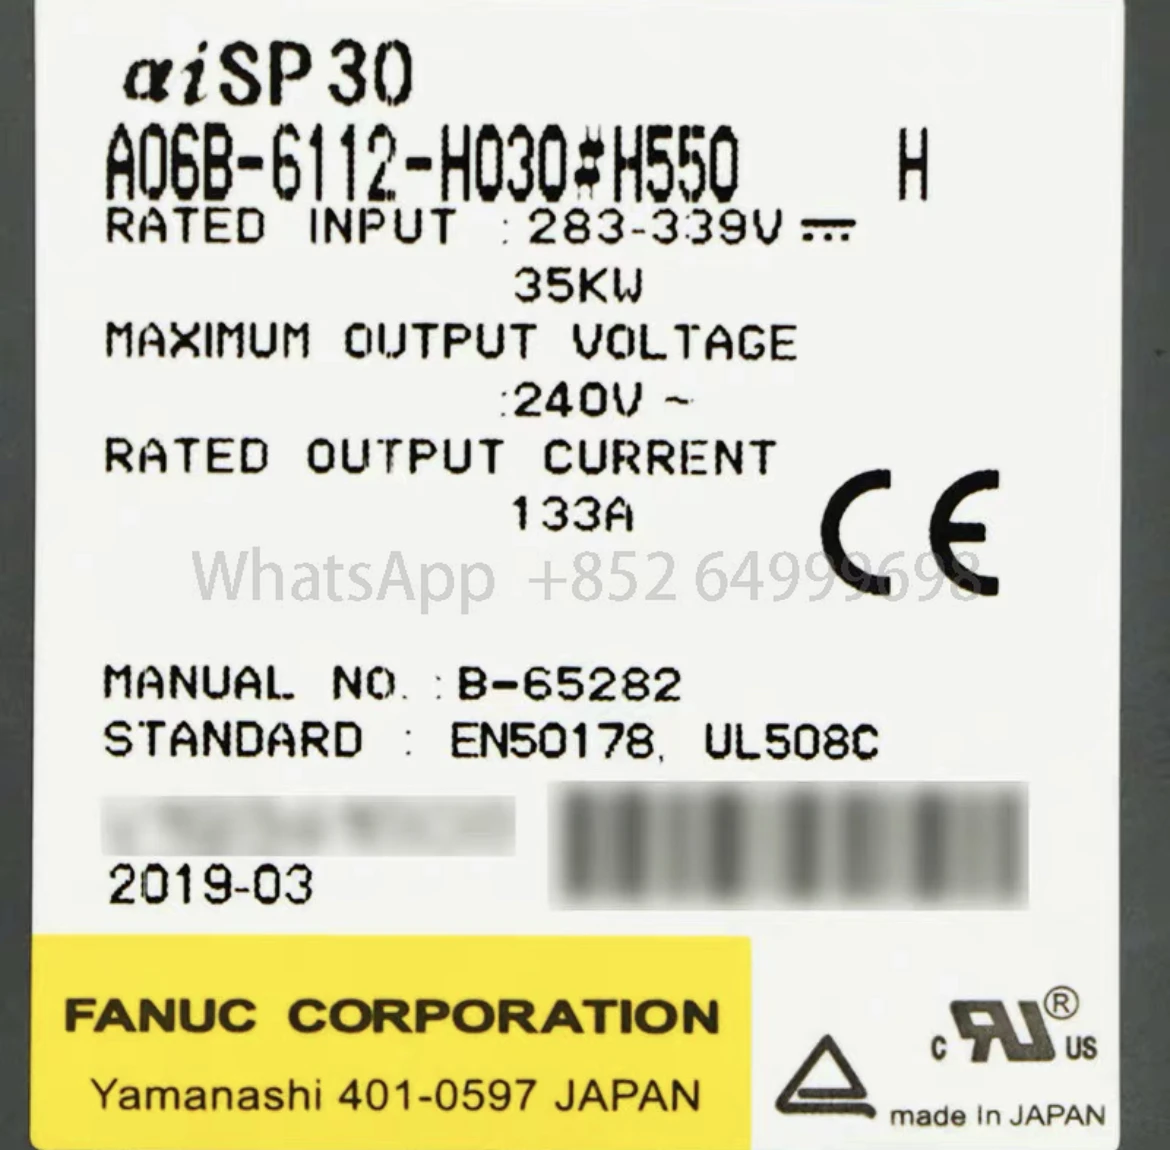 αiSP30
A06B-6112-H030#H550 H
RATED INPUT : 283-339V ⎓
35KW
MAXIMUM OUTPUT VOLTAGE
:240V ~
RATED OUTPUT CURRENT
133A
CE
WhatsApp +852 64999698
MANUAL NO. : B-65282
STANDARD : EN50178, UL508C
2019-03
FANUC CORPORATION
Yamanashi 401-0597 JAPAN
C RU ® US
made In JAPAN